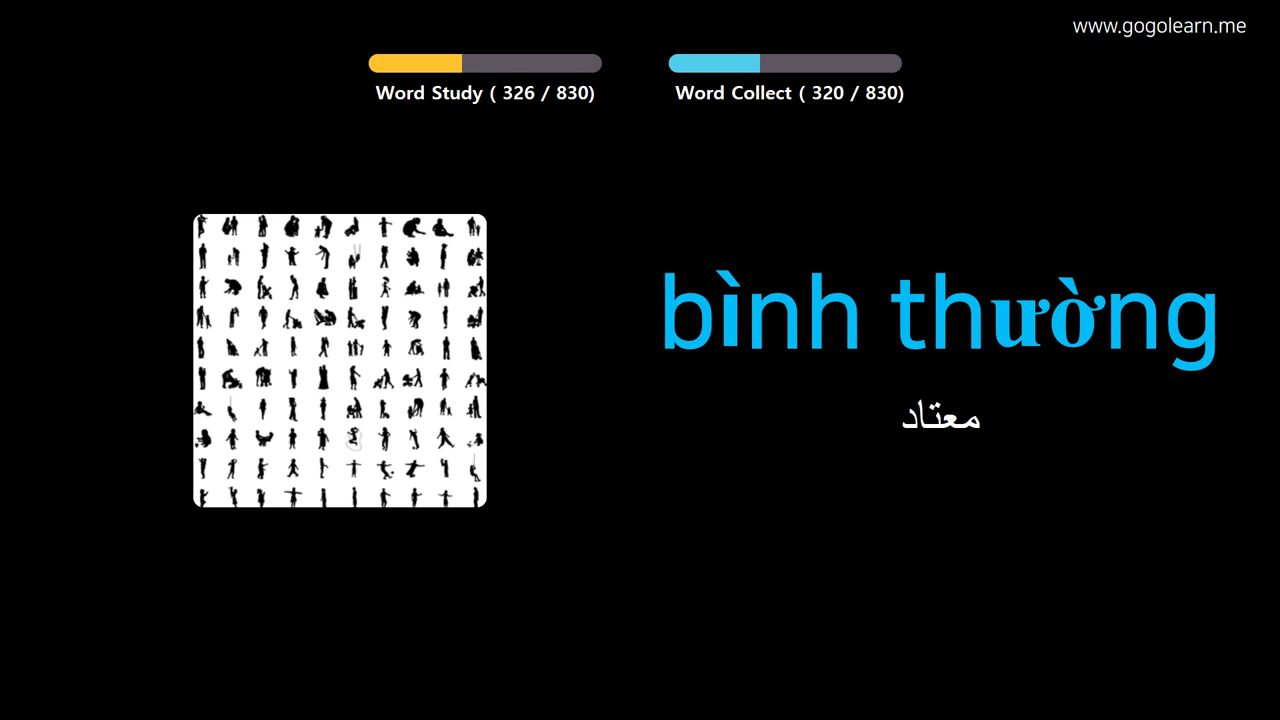 www.gogolearn.me
Word Study ( 326 / 830)
Word Collect ( 320 / 830)
bình thường
معتاد